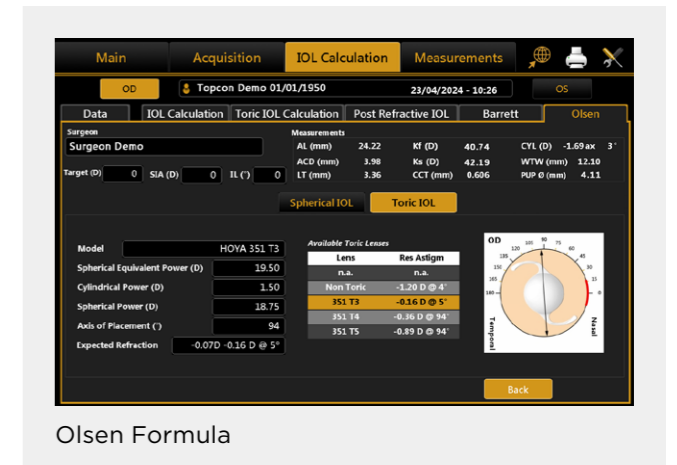 Main Acquisition IOL Calculation Measurements
OD Topcon Demo 01/01/1950 23/04/2024 - 10:26 OS
Data IOL Calculation Toric IOL Calculation Post Refractive IOL Barrett Olsen
Surgeon Measurements
Surgeon Demo AL (mm) 24.22 Kf (D) 40.74 CYL (D) -1.69 ax 3°
ACD (mm) 3.98 Ks (D) 42.19 WTW (mm) 12.10
Target (D) 0 SIA (D) 0 IL (°) 0 LT (mm) 3.36 CCT (mm) 0.606 PUP Ø (mm) 4.11
Spherical IOL Toric IOL
Model HOYA 351 T3
Spherical Equivalent Power (D) 19.50
Cylindrical Power (D) 1.50
Spherical Power (D) 18.75
Axis of Placement (°) 94
Expected Refraction -0.07D -0.16 D @ 5°
Available Toric Lenses
Lens Res Astigm
n.a. n.a.
Non Toric -1.20 D @ 94°
351 T3 -0.16 D @ 5°
351 T4 -0.36 D @ 94°
351 T5 -0.89 D @ 94°
OD
120 105 90 75 60
135 45
30
165 15
180 0
Temporal Nasal
Back
Olsen Formula